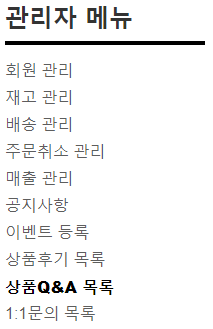 관리자 메뉴
회원 관리
재고 관리
배송 관리
주문취소 관리
매출 관리
공지사항
이벤트 등록
상품후기 목록
상품Q&A 목록
1:1문의 목록